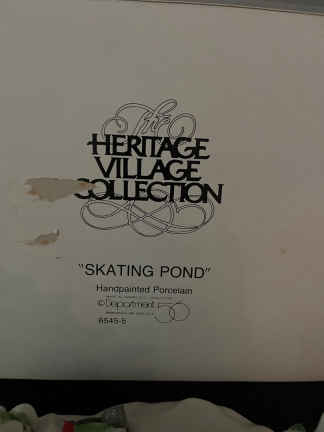 The
HERITAGE
VILLAGE
COLLECTION
"SKATING POND"
Handpainted Porcelain
© Department 56
6545-5